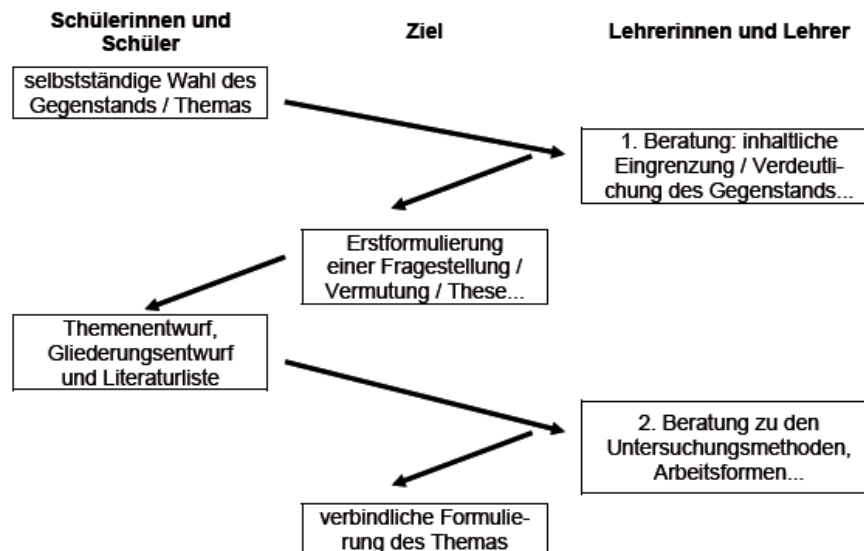 Schülerinnen und
Schüler
Ziel
Lehrerinnen und Lehrer
selbstständige Wahl des
Gegenstands / Themas
1. Beratung: inhaltliche
Eingrenzung / Verdeutli-
chung des Gegenstands...
Erstformulierung
einer Fragestellung /
Vermutung / These...
Themenentwurf,
Gliederungsentwurf
und Literaturliste
2. Beratung zu den
Untersuchungsmethoden,
Arbeitsformen...
verbindliche Formulie-
rung des Themas